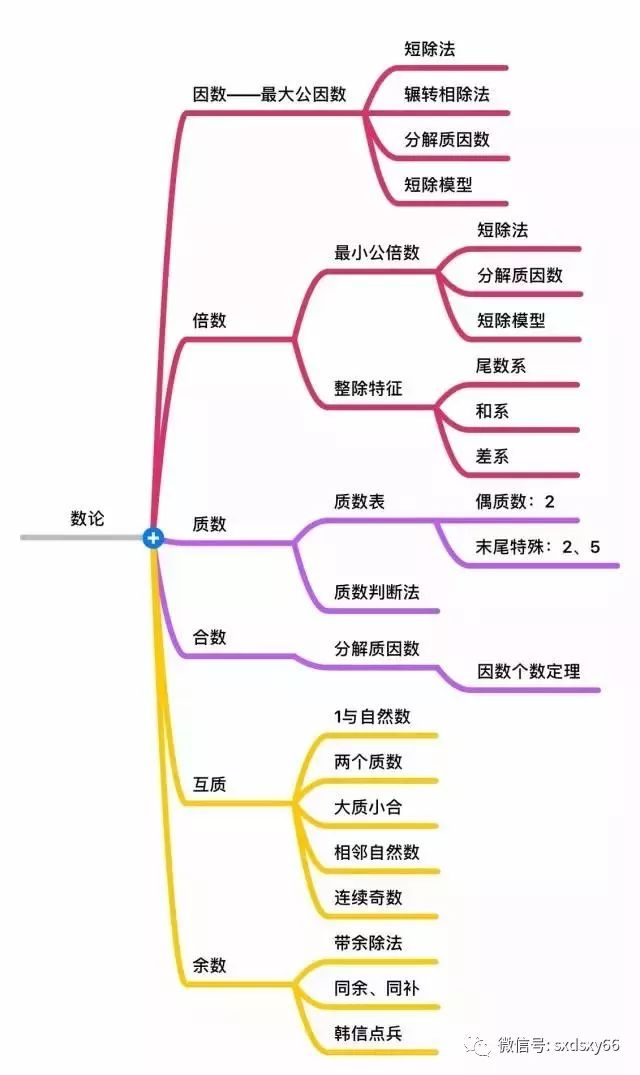 短除法
因数——最大公因数
辗转相除法
分解质因数
短除模型
短除法
最小公倍数
分解质因数
短除模型
倍数
尾数系
整除特征
和系
差系
数论
质数
质数表
偶质数：2
末尾特殊：2、5
质数判断法
合数
分解质因数
因数个数定理
1与自然数
两个质数
互质
大质小合
相邻自然数
连续奇数
带余除法
余数
同余、同补
韩信点兵
微信号: sxdsxy66